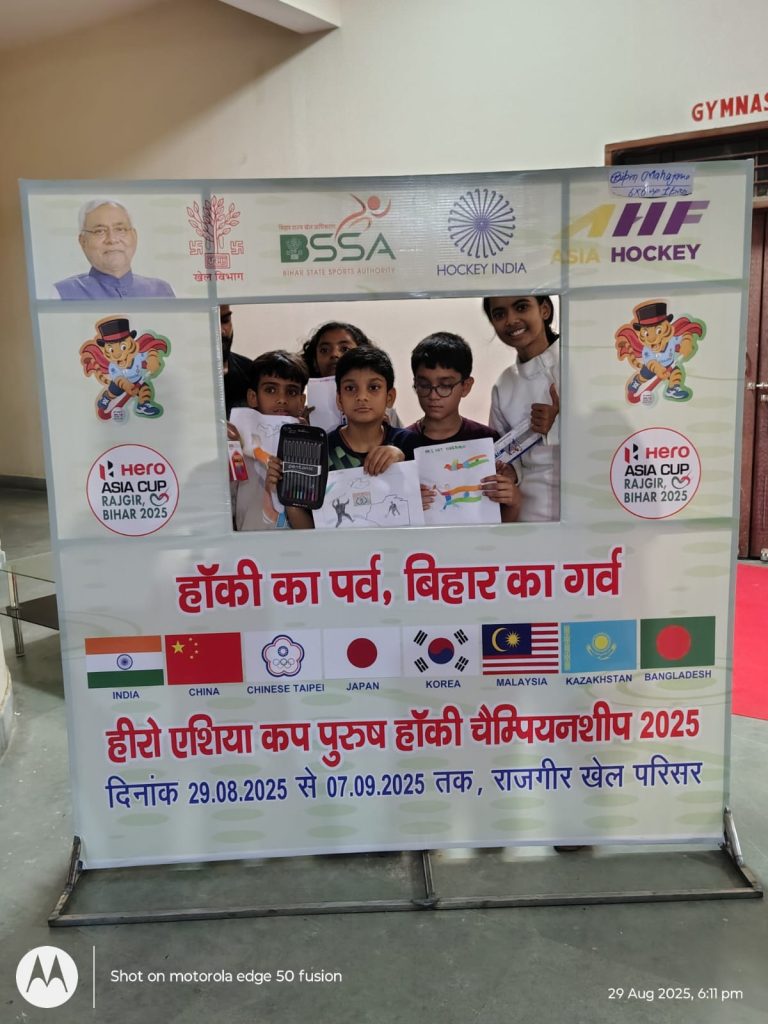 GYMNAS
खेल विभाग
बिहार राज्य खेल प्राधिकरण
BSSA
BIHAR STATE SPORTS AUTHORITY
HOCKEY INDIA
AHF
ASIA HOCKEY
Hero
ASIA CUP
RAJGIR,
BIHAR 2025
Hero
ASIA CUP
RAJGIR,
BIHAR 2025
हॉकी का पर्व, बिहार का गर्व
INDIA
CHINA
CHINESE TAIPEI
JAPAN
KOREA
MALAYSIA
KAZAKHSTAN
BANGLADESH
हीरो एशिया कप पुरुष हॉकी चैम्पियनशीप 2025
दिनांक 29.08.2025 से 07.09.2025 तक, राजगीर खेल परिसर
Shot on motorola edge 50 fusion
29 Aug 2025, 6:11 pm